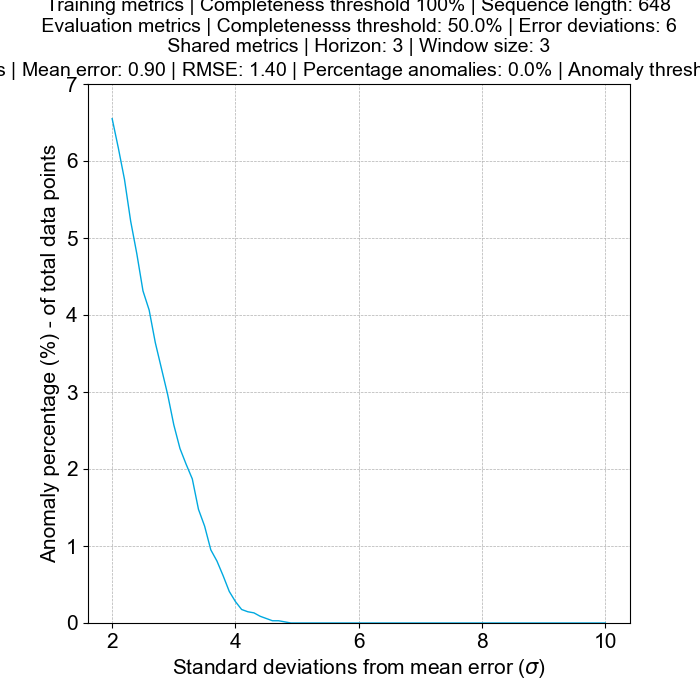 Training metrics | Completeness threshold 100% | Sequence length: 648
Evaluation metrics | Completenesss threshold: 50.0% | Error deviations: 6
Shared metrics | Horizon: 3 | Window size: 3
| Mean error: 0.90 | RMSE: 1.40 | Percentage anomalies: 0.0% | Anomaly
7
6
5
4
3
2
1
0
Anomaly percentage (%) - of total data points
2 4 6 8 10
Standard deviations from mean error (σ)